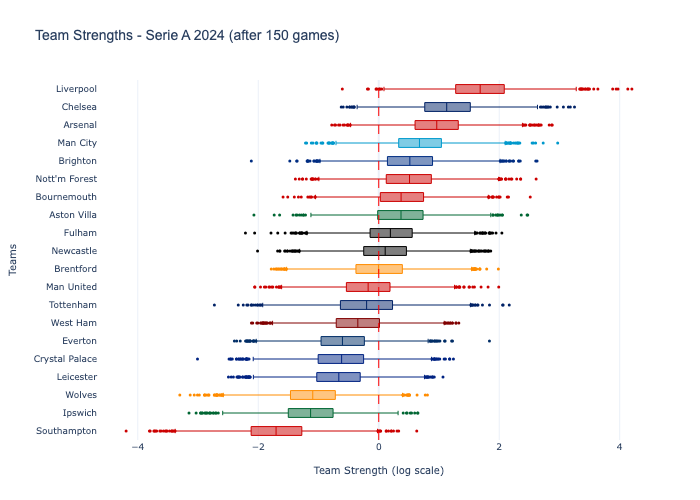 Team Strengths - Serie A 2024 (after 150 games)
Liverpool
Chelsea
Arsenal
Man City
Brighton
Nott'm Forest
Bournemouth
Aston Villa
Fulham
Newcastle
Brentford
Man United
Tottenham
West Ham
Everton
Crystal Palace
Leicester
Wolves
Ipswich
Southampton
Teams
−4 −2 0 2 4
Team Strength (log scale)